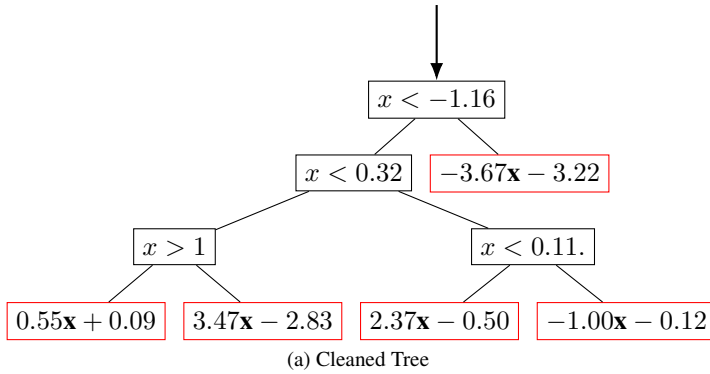 x < −1.16
x < 0.32
−3.67x − 3.22
x > 1
x < 0.11.
0.55x + 0.09
3.47x − 2.83
2.37x − 0.50
−1.00x − 0.12
(a) Cleaned Tree